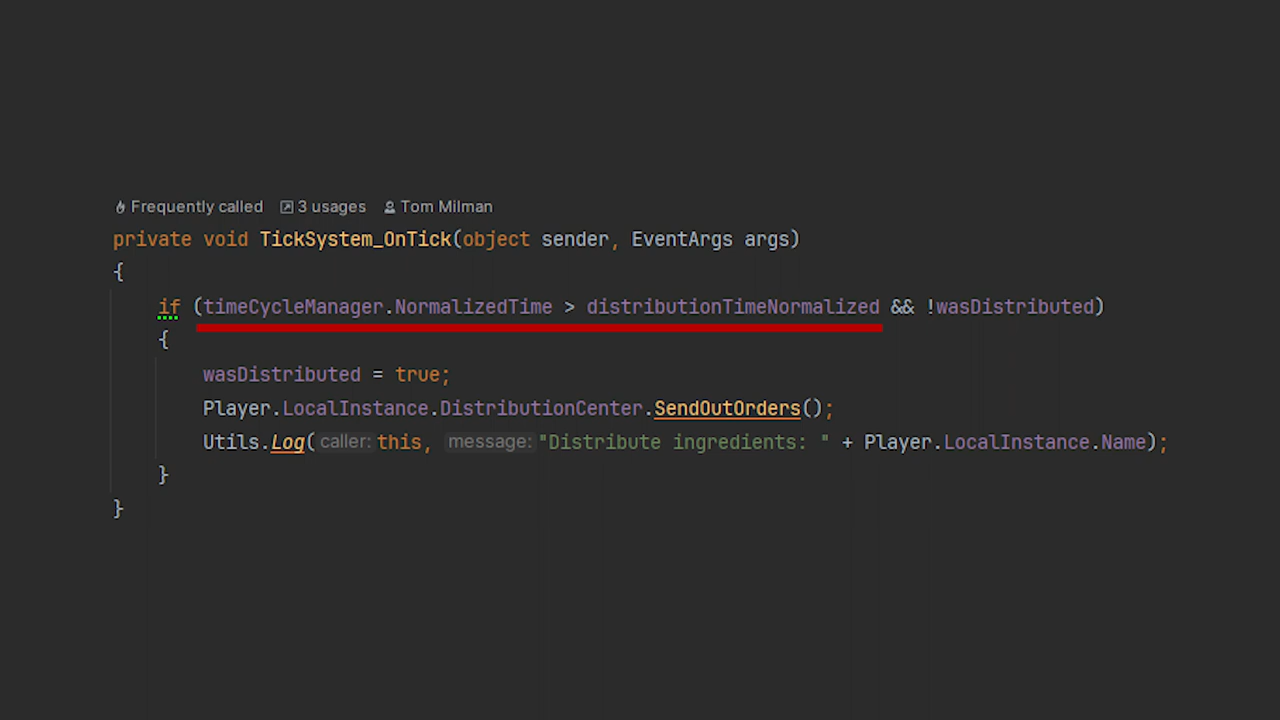 Frequently called 3 usages Tom Milman
private void TickSystem_OnTick(object sender, EventArgs args)
{
if (timeCycleManager.NormalizedTime > distributionTimeNormalized && !wasDistributed)
{
wasDistributed = true;
Player.LocalInstance.DistributionCenter.SendOutOrders();
Utils.Log(caller: this, message: "Distribute ingredients: " + Player.LocalInstance.Name);
}
}